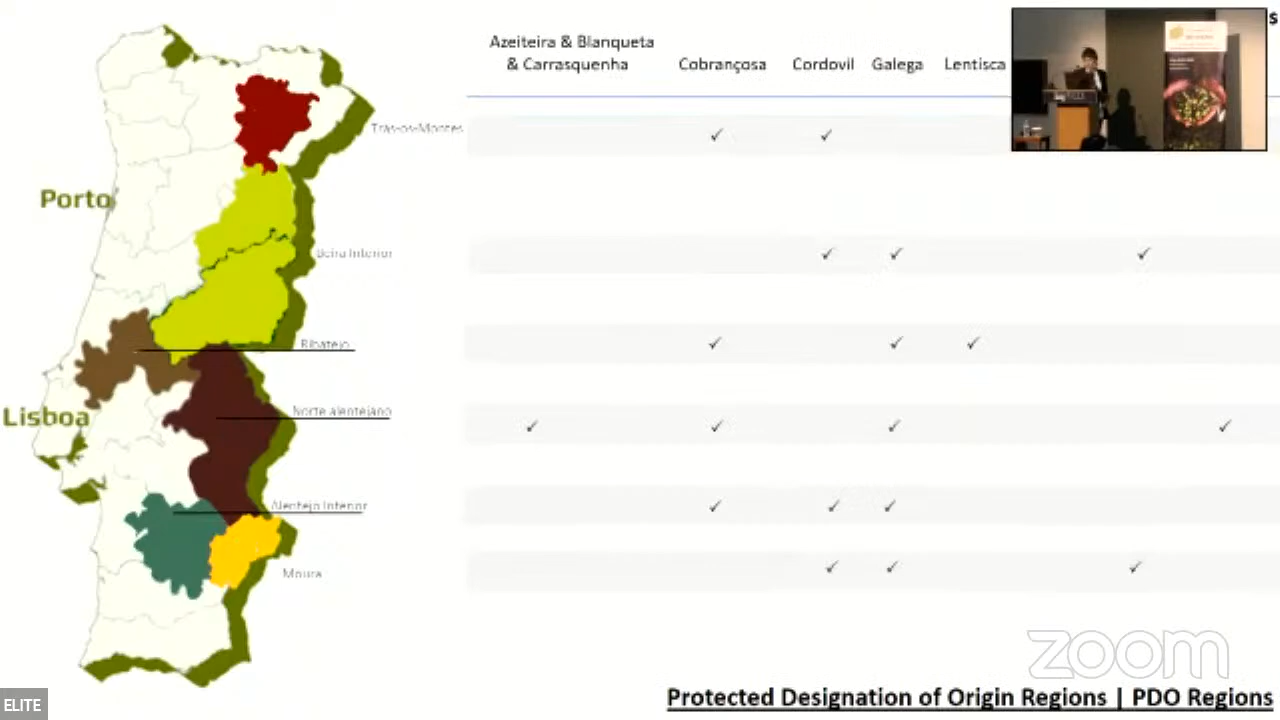 Azeiteira & Blanqueta
& Carrasquenha
Cobrançosa
Cordovil
Galega
Lentisca
$
Tras-os-Montes
Porto
Beira Interior
Ribatejo
Norte alentejano
Lisboa
Alentejo Interior
Moura
zoom
Protected Designation of Origin Regions | PDO Regions
ELITE